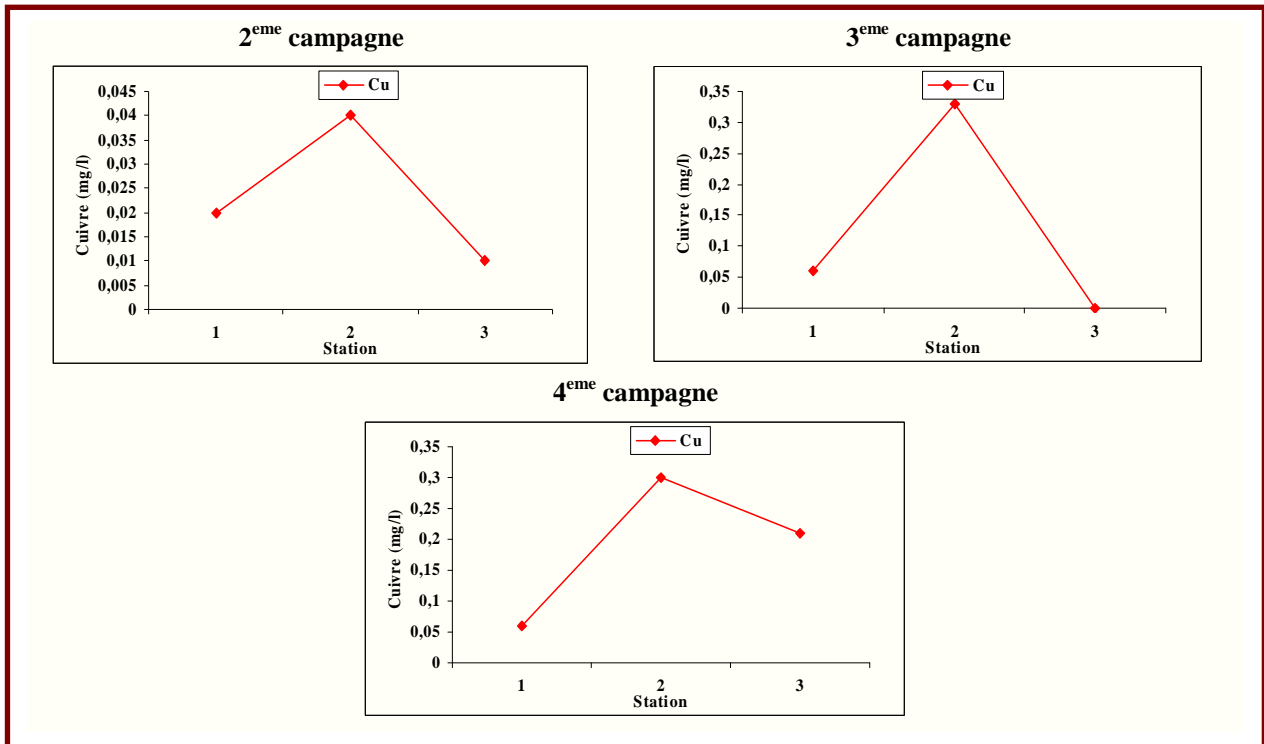 2eme campagne
Cu
Cuivre (mg/l)
0,045
0,04
0,035
0,03
0,025
0,02
0,015
0,01
0,005
0
1 2 3
Station
3eme campagne
Cu
Cuivre (mg/l)
0,35
0,3
0,25
0,2
0,15
0,1
0,05
0
1 2 3
Station
4eme campagne
Cu
Cuivre (mg/l)
0,35
0,3
0,25
0,2
0,15
0,1
0,05
0
1 2 3
Station